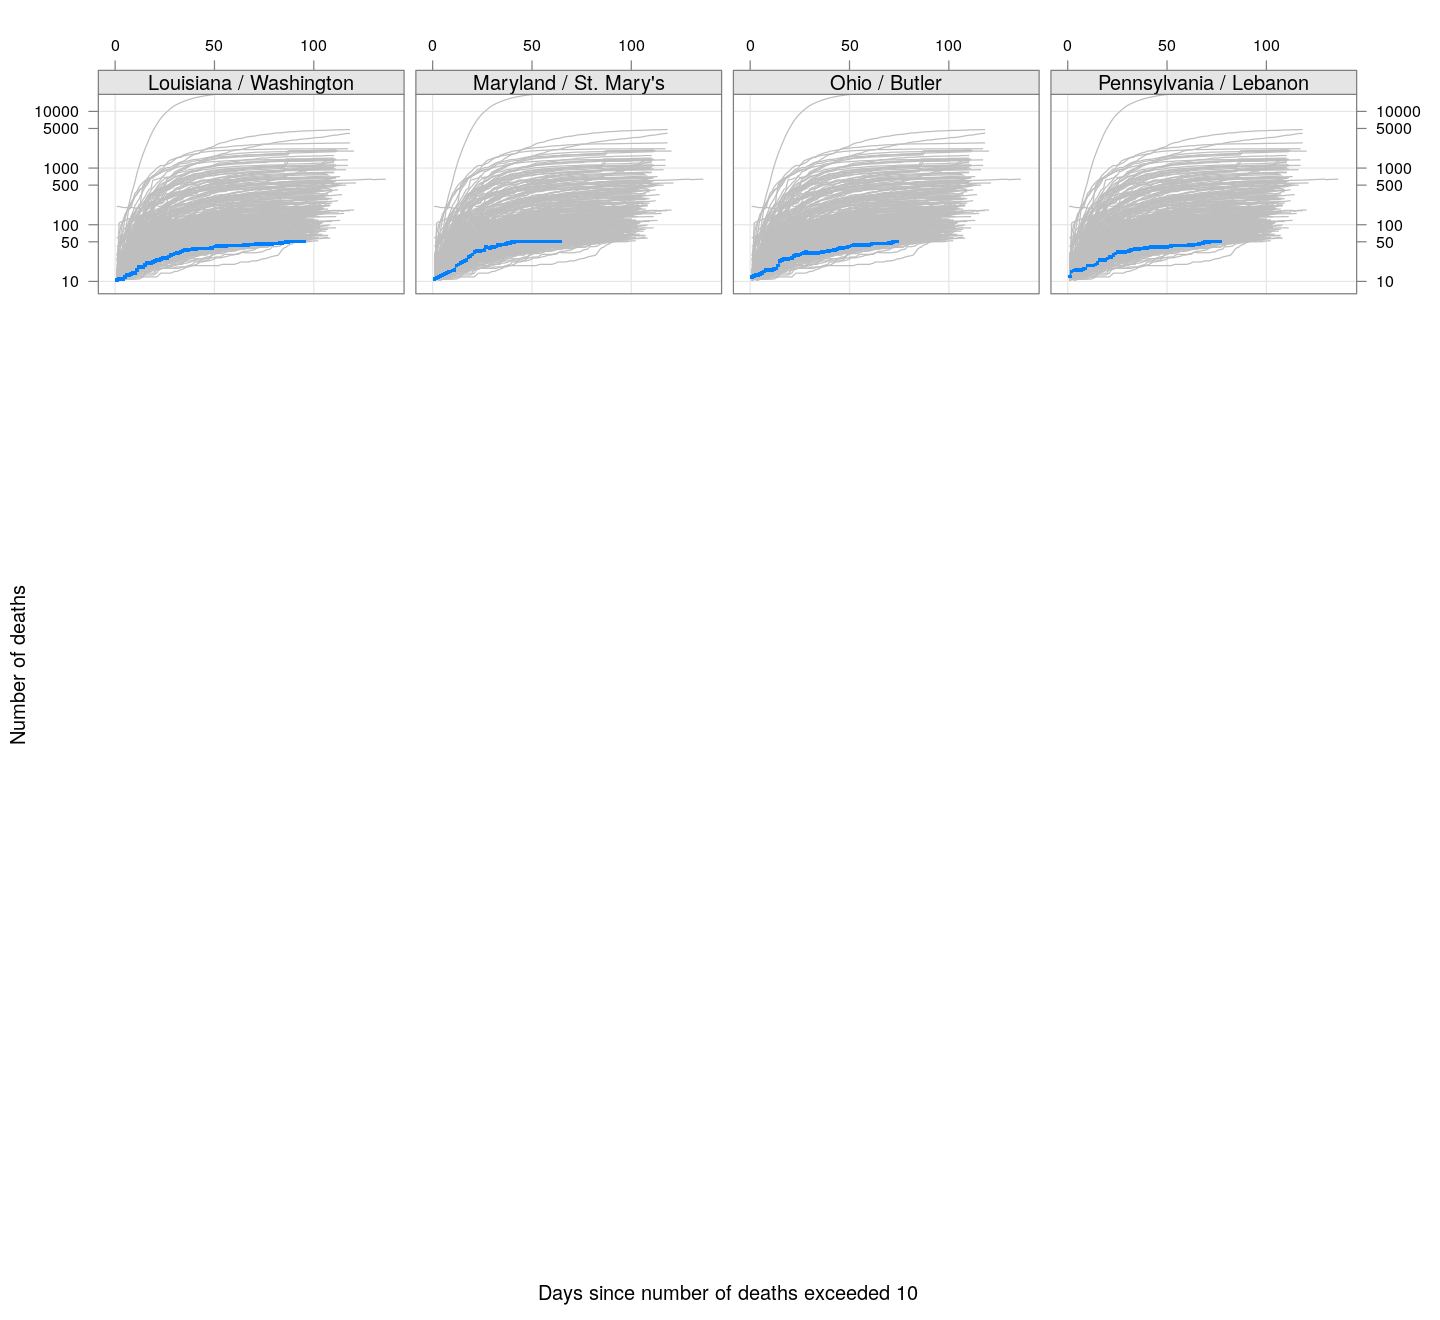 0 50 100 0 50 100 0 50 100 0 50 100
Louisiana / Washington Maryland / St. Mary's Ohio / Butler Pennsylvania / Lebanon
10000 10000
5000 5000
1000 1000
500 500
100 100
50 50
10 10
Number of deaths
Days since number of deaths exceeded 10